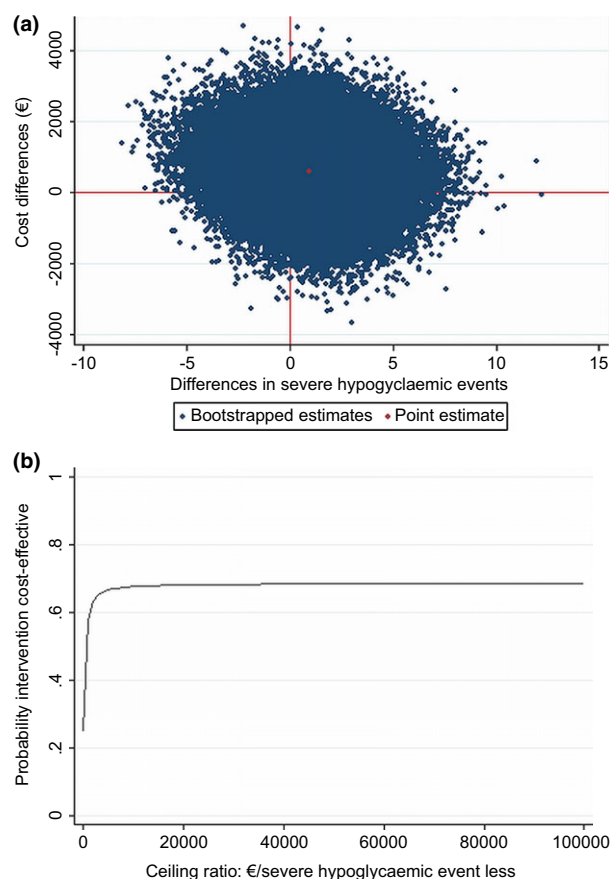 (a)
Cost differences (€)
4000
2000
0
-2000
-4000
-10
-5
0
5
10
15
Differences in severe hypogyclaemic events
Bootstrapped estimates
Point estimate
(b)
Probability intervention cost-effective
1
.8
.6
.4
.2
0
0
20000
40000
60000
80000
100000
Ceiling ratio: €/severe hypoglycaemic event less